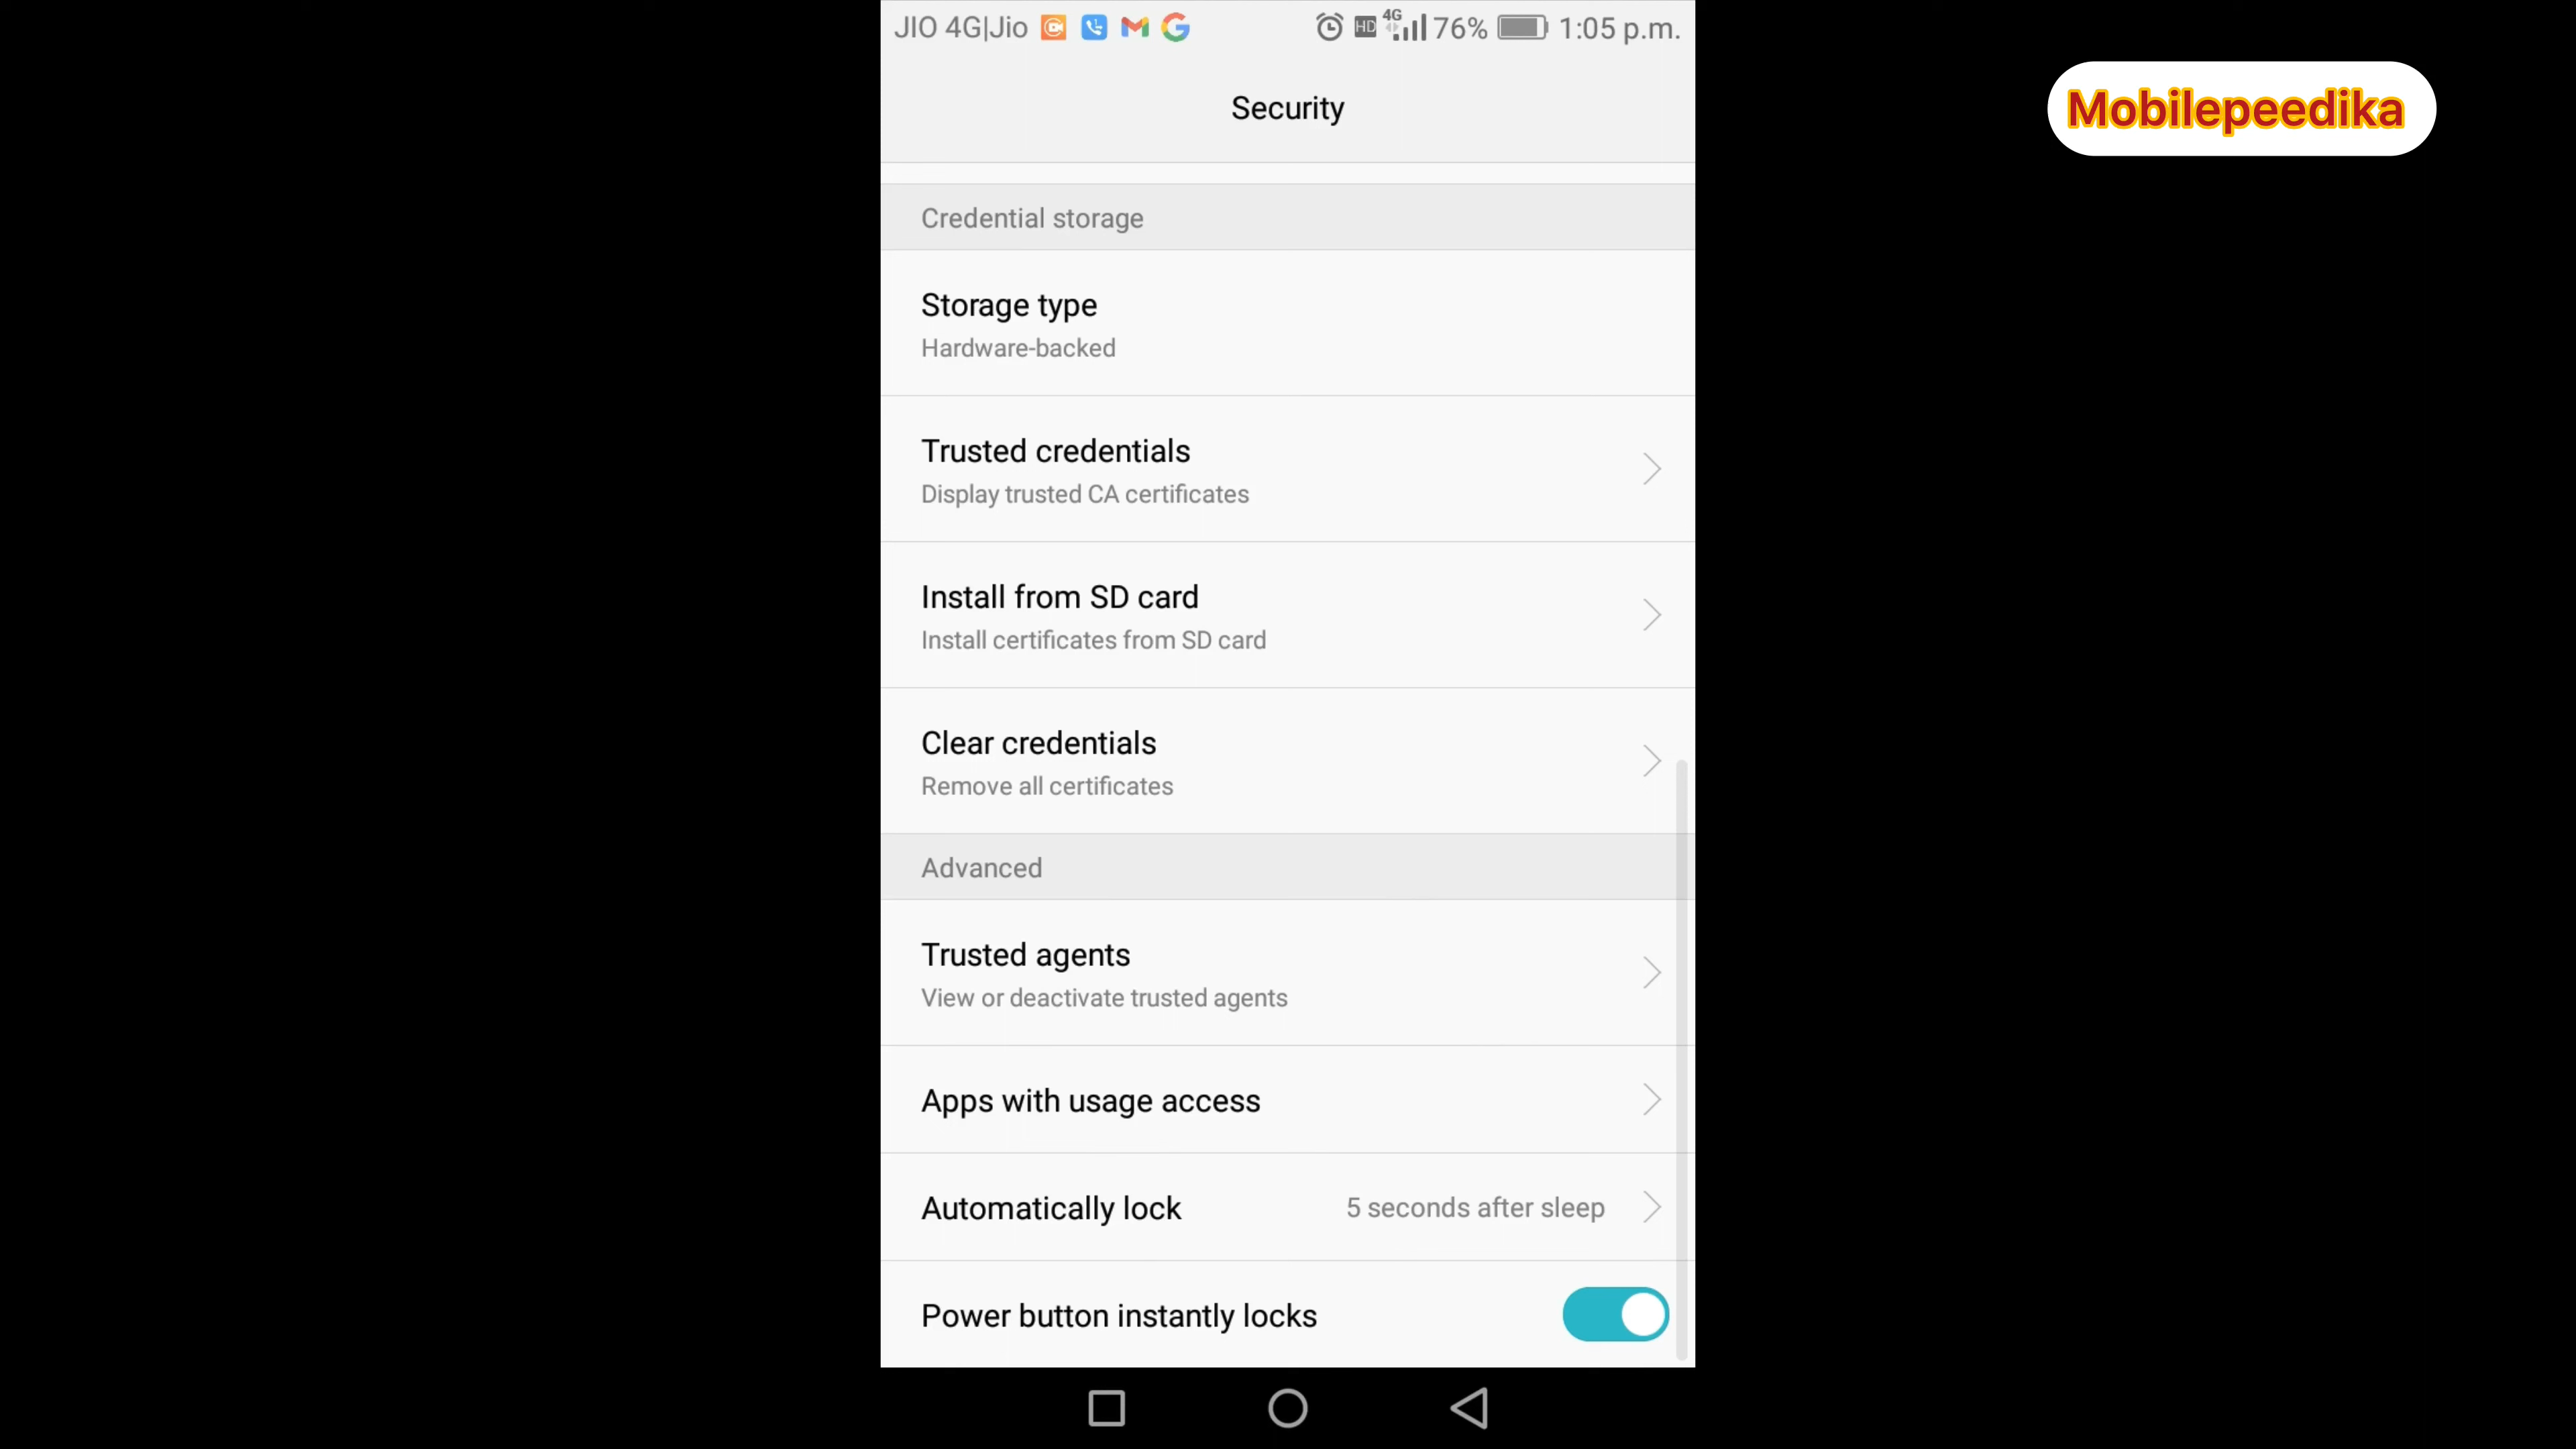 JIO 4G|Jio HD 4G 76% 1:05 p.m.
Mobilepeedika
Security
Credential storage
Storage type
Hardware-backed
Trusted credentials
Display trusted CA certificates
Install from SD card
Install certificates from SD card
Clear credentials
Remove all certificates
Advanced
Trusted agents
View or deactivate trusted agents
Apps with usage access
Automatically lock 5 seconds after sleep
Power button instantly locks